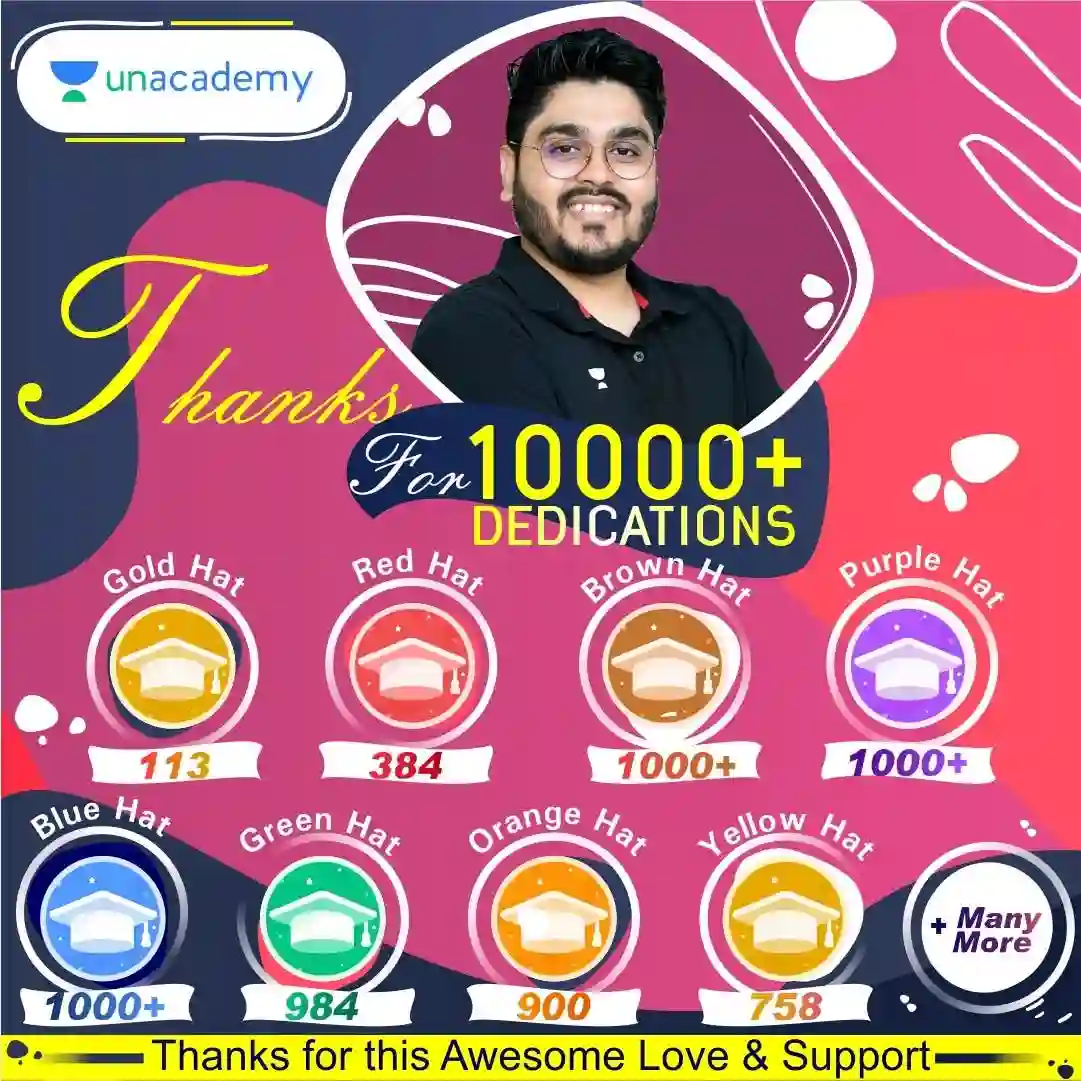 unacademy
Thanks
For 10000+
DEDICATIONS
Gold Hat
Red Hat
Brown Hat
Purple Hat
113
384
1000+
1000+
Blue Hat
Green Hat
Orange Hat
Yellow Hat
+ Many
More
1000+
984
900
758
Thanks for this Awesome Love & Support